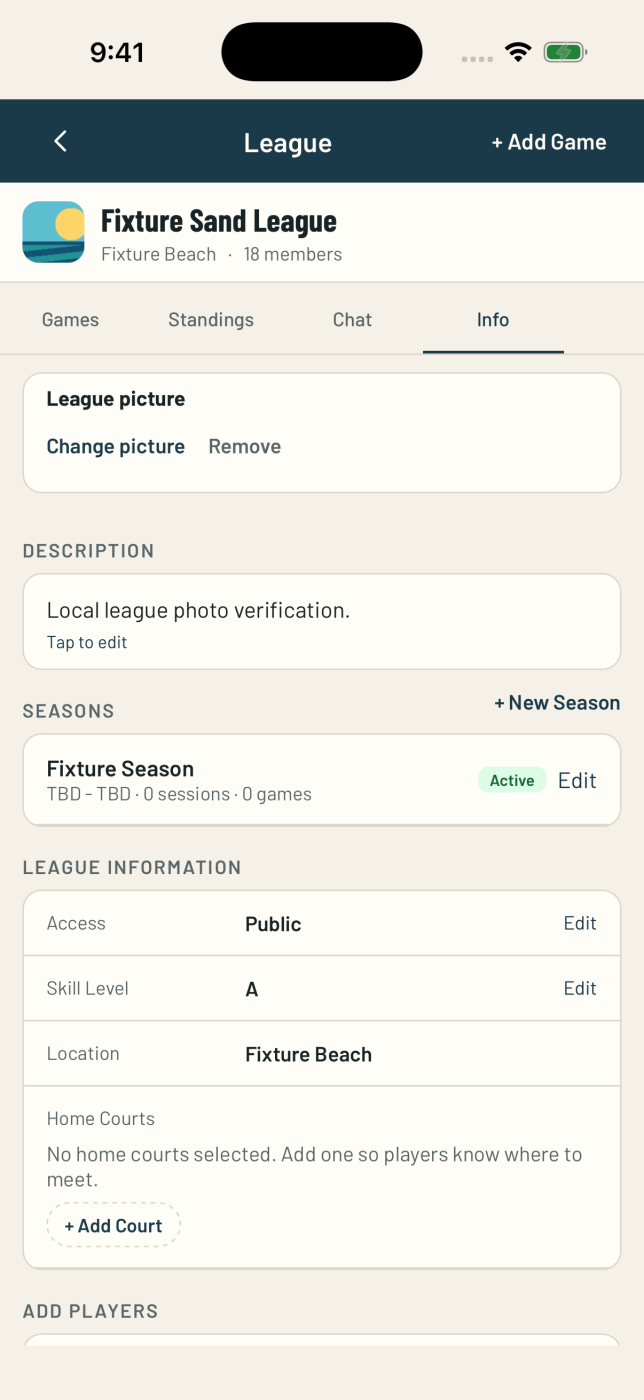 9:41
League
+ Add Game
Fixture Sand League
Fixture Beach · 18 members
Games
Standings
Chat
Info
League picture
Change picture
Remove
DESCRIPTION
Local league photo verification.
Tap to edit
SEASONS
+ New Season
Fixture Season
TBD - TBD · 0 sessions · 0 games
Active
Edit
LEAGUE INFORMATION
Access
Public
Edit
Skill Level
A
Edit
Location
Fixture Beach
Home Courts
No home courts selected. Add one so players know where to
meet.
+ Add Court
ADD PLAYERS